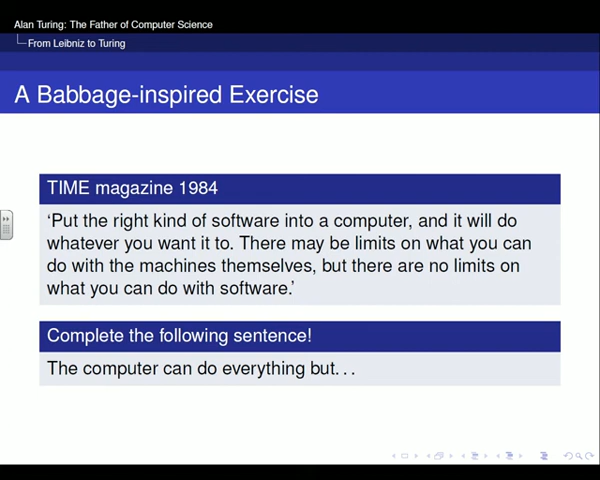 Alan Turing: The Father of Computer Science
From Leibniz to Turing
A Babbage-inspired Exercise
TIME magazine 1984
‘Put the right kind of software into a computer, and it will do
whatever you want it to. There may be limits on what you can
do with the machines themselves, but there are no limits on
what you can do with software.’
Complete the following sentence!
The computer can do everything but. . .